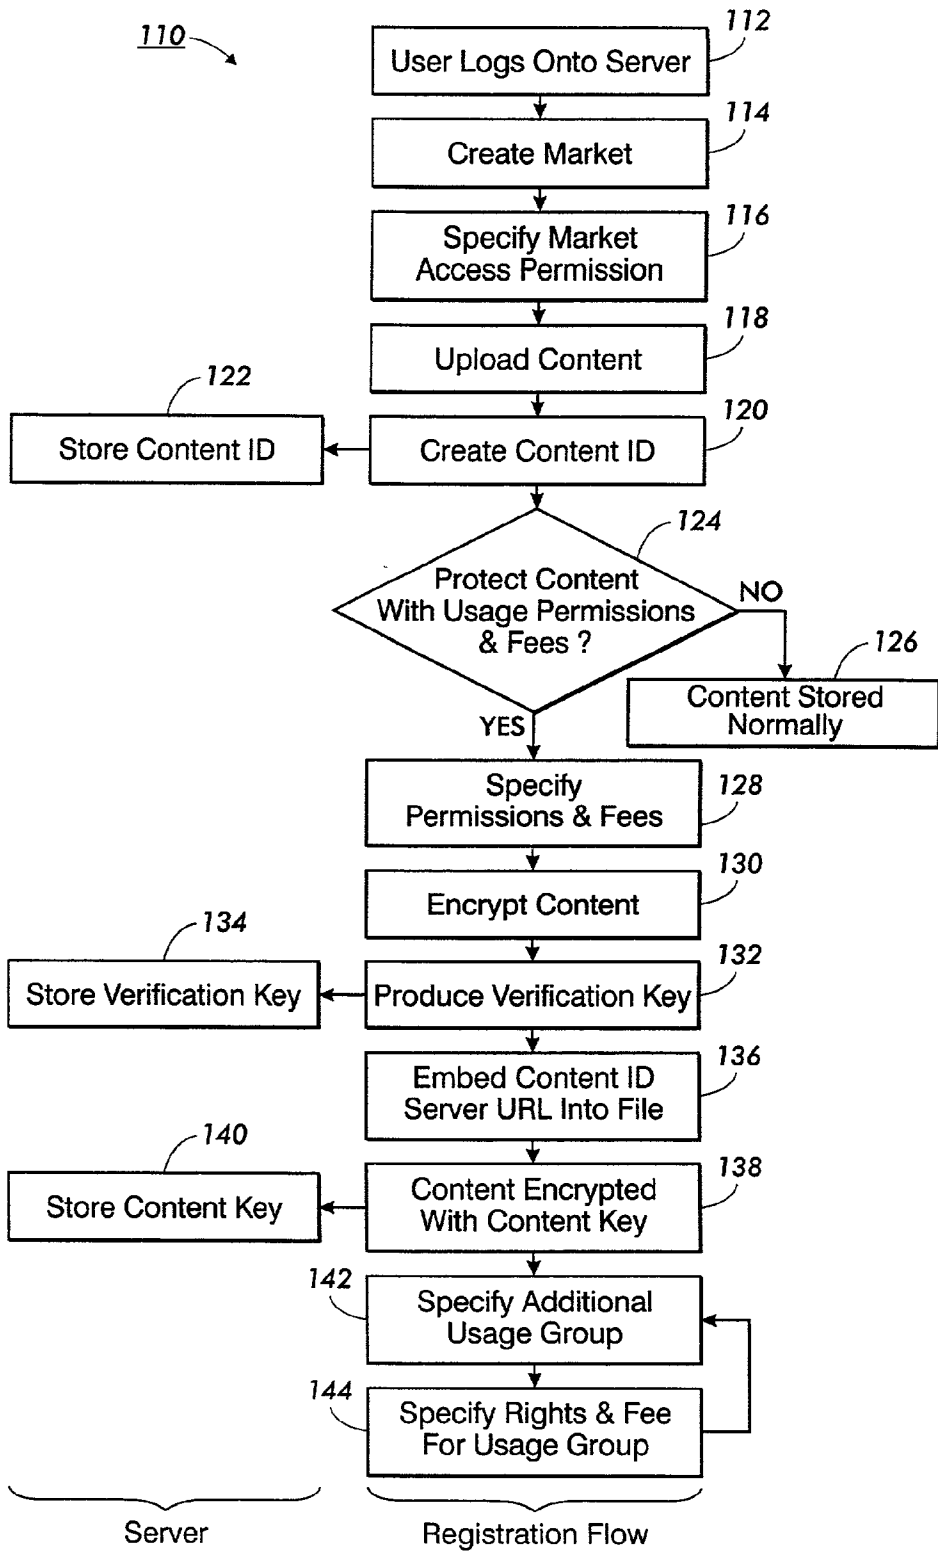 110
112
User Logs Onto Server
114
Create Market
116
Specify Market
Access Permission
118
Upload Content
122
Store Content ID
120
Create Content ID
124
Protect Content
With Usage Permissions
& Fees ?
NO
126
Content Stored
Normally
YES
128
Specify
Permissions & Fees
130
Encrypt Content
134
Store Verification Key
132
Produce Verification Key
136
Embed Content ID
Server URL Into File
140
Store Content Key
138
Content Encrypted
With Content Key
142
Specify Additional
Usage Group
144
Specify Rights & Fee
For Usage Group
Server
Registration Flow